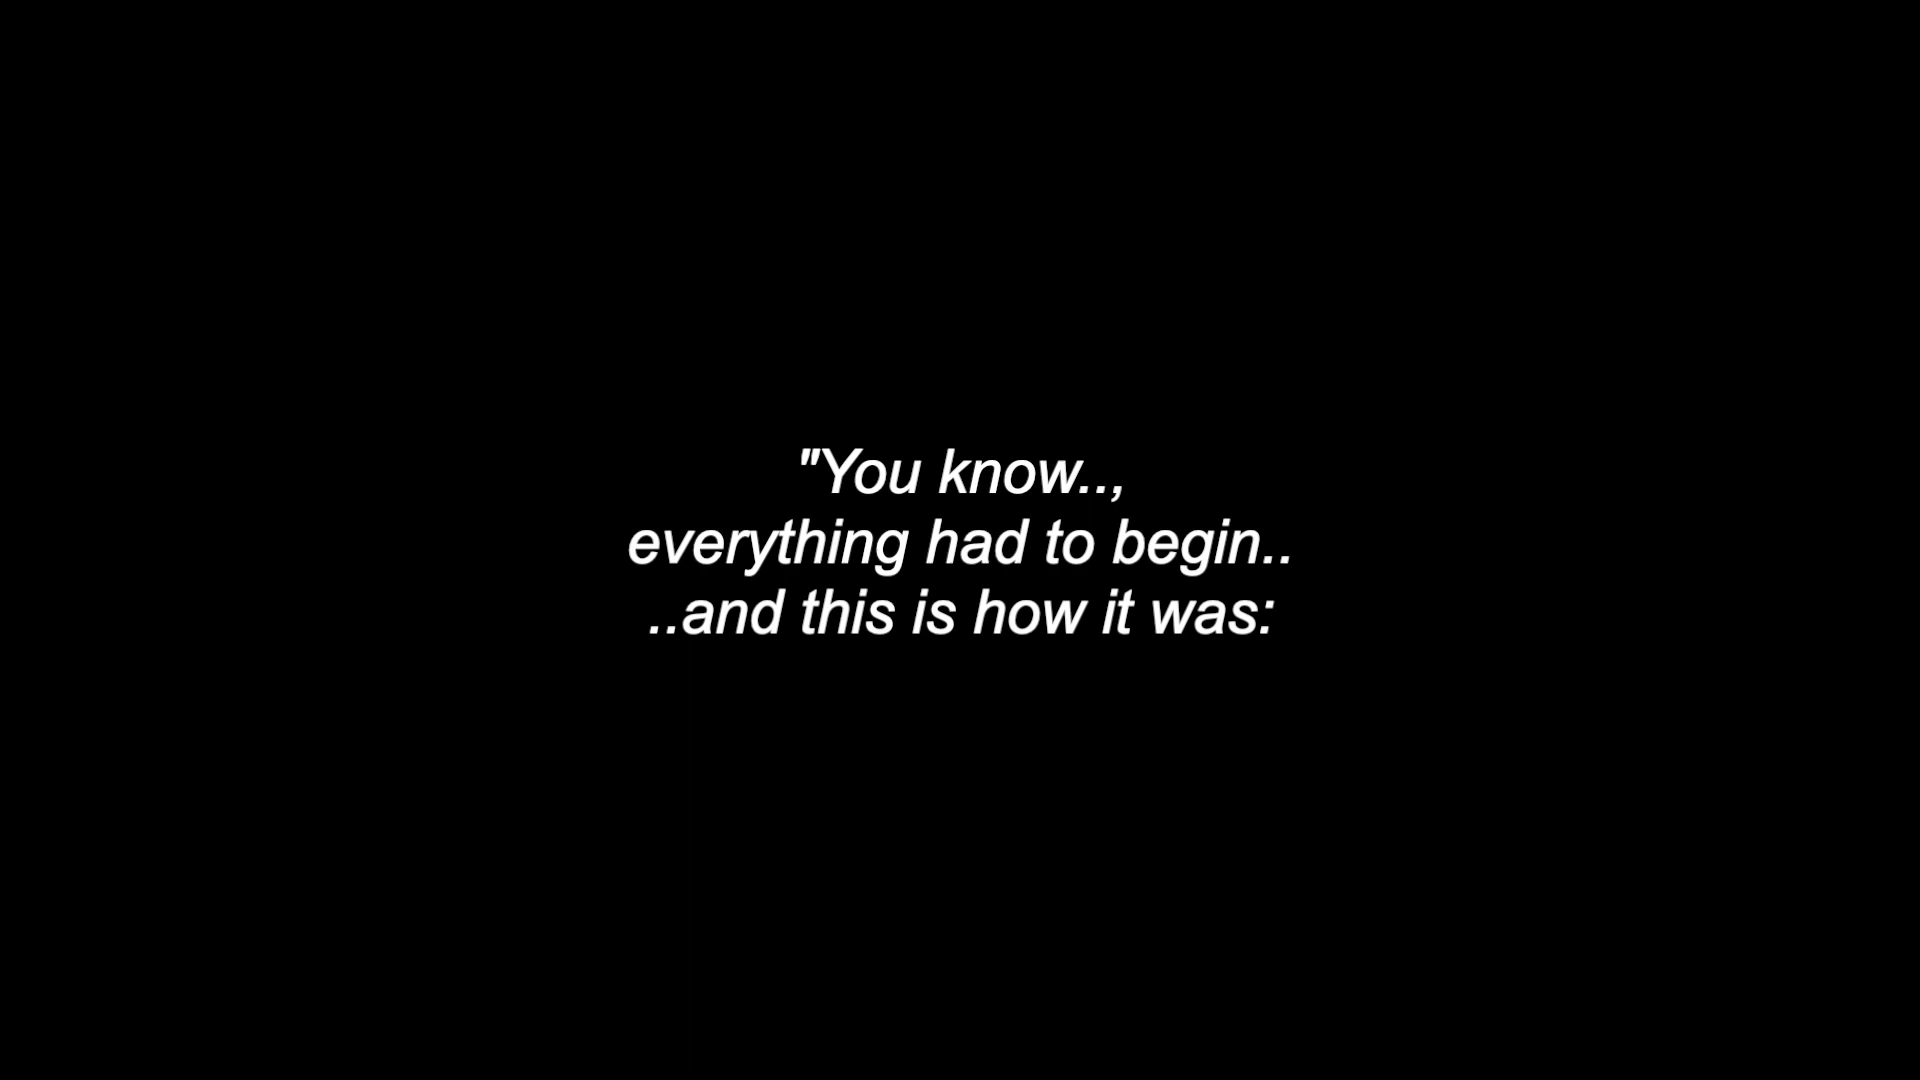 "You know..,
everything had to begin..
..and this is how it was: